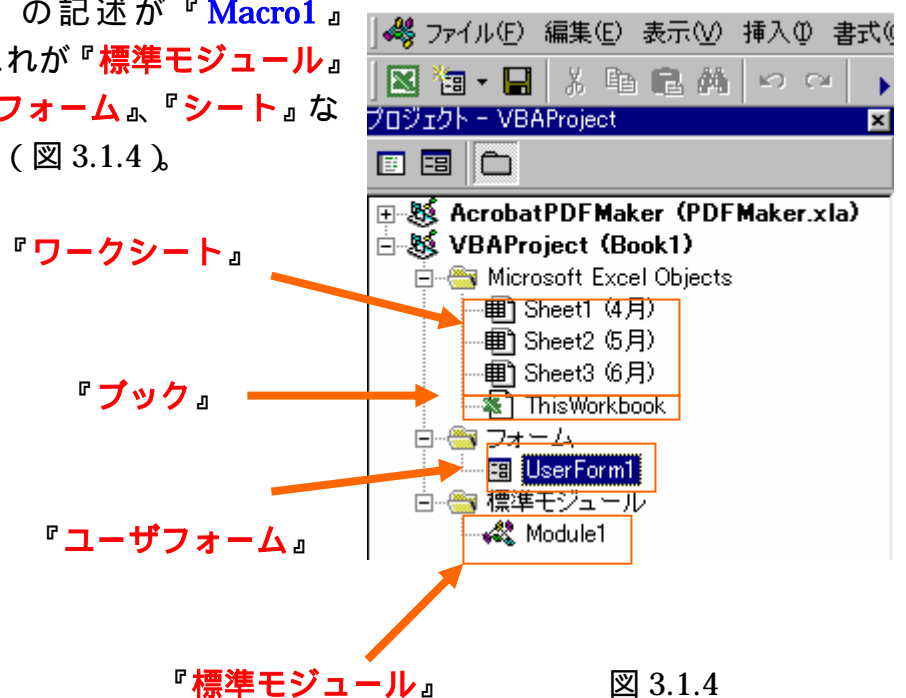 の記述が『Macro1』
れが『標準モジュール』
フォーム』、『シート』な
（図 3.1.4）。
ファイル(F) 編集(E) 表示(V) 挿入(I) 書式(
プロジェクト - VBAProject
AcrobatPDFMaker (PDFMaker.xla)
VBAProject (Book1)
Microsoft Excel Objects
Sheet1 (4月)
Sheet2 (5月)
Sheet3 (6月)
ThisWorkbook
フォーム
UserForm1
標準モジュール
Module1
『ワークシート』
『ブック』
『ユーザフォーム』
『標準モジュール』
図 3.1.4